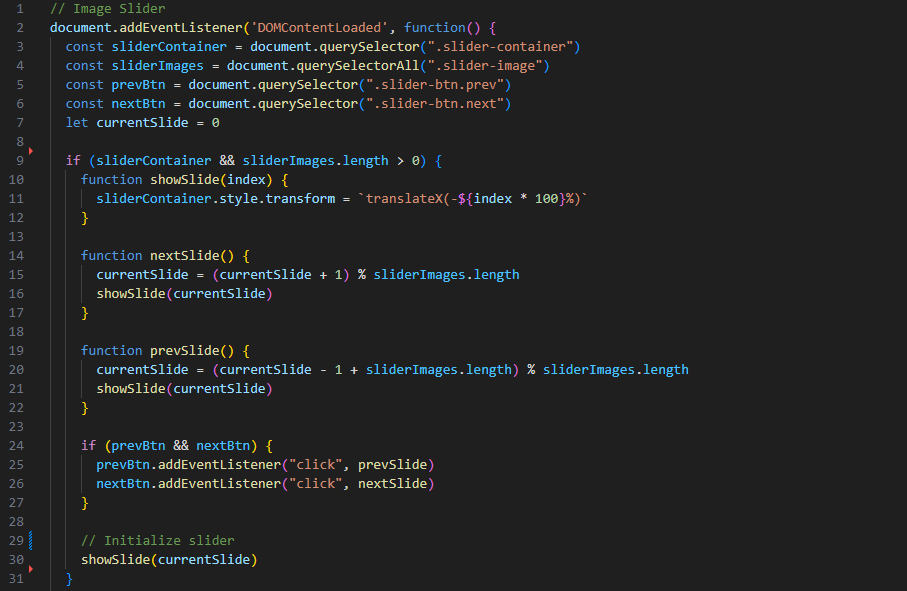 1 // Image Slider
2 document.addEventListener('DOMContentLoaded', function() {
3   const sliderContainer = document.querySelector(".slider-container")
4   const sliderImages = document.querySelectorAll(".slider-image")
5   const prevBtn = document.querySelector(".slider-btn.prev")
6   const nextBtn = document.querySelector(".slider-btn.next")
7   let currentSlide = 0
8
9   if (sliderContainer && sliderImages.length > 0) {
10     function showSlide(index) {
11       sliderContainer.style.transform = `translateX(-${index * 100}%)`
12     }
13
14     function nextSlide() {
15       currentSlide = (currentSlide + 1) % sliderImages.length
16       showSlide(currentSlide)
17     }
18
19     function prevSlide() {
20       currentSlide = (currentSlide - 1 + sliderImages.length) % sliderImages.length
21       showSlide(currentSlide)
22     }
23
24     if (prevBtn && nextBtn) {
25       prevBtn.addEventListener("click", prevSlide)
26       nextBtn.addEventListener("click", nextSlide)
27     }
28
29     // Initialize slider
30     showSlide(currentSlide)
31   }